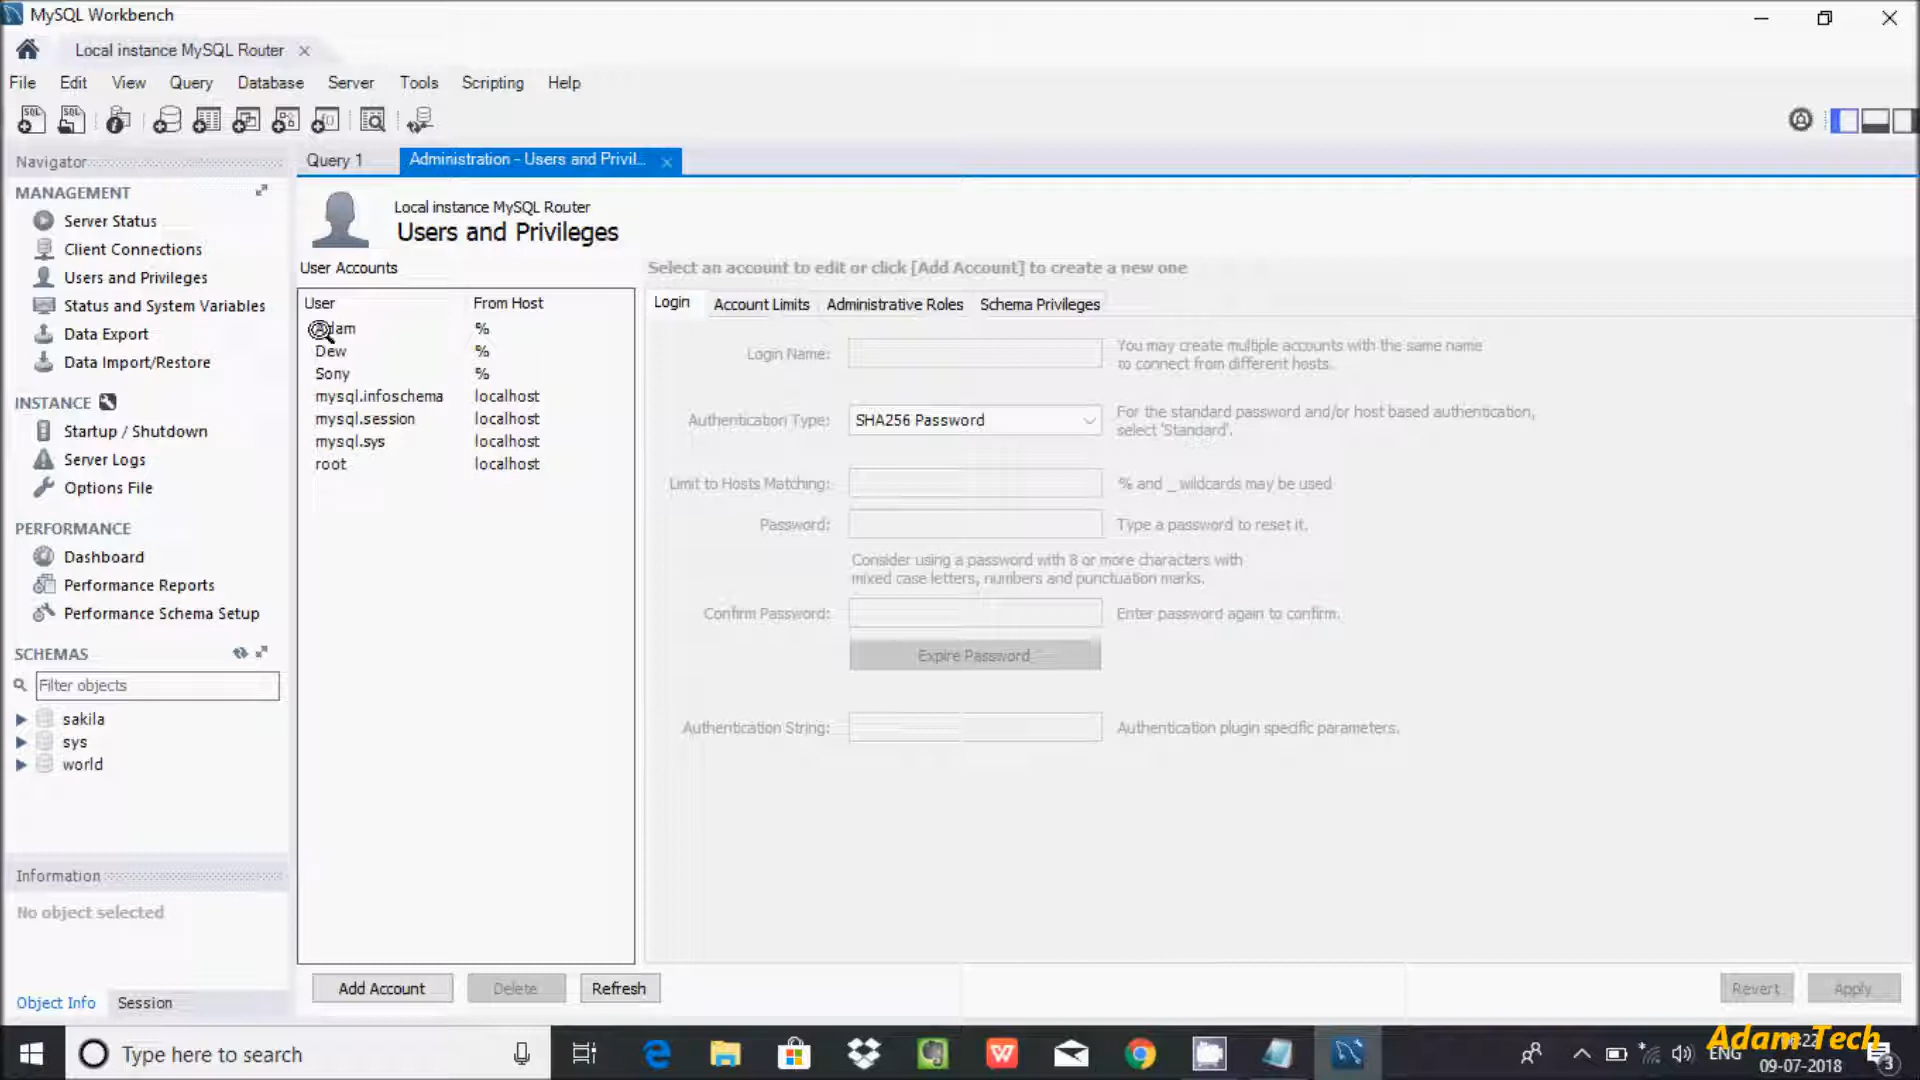 MySQL Workbench
Local instance MySQL Router
File Edit View Query Database Server Tools Scripting Help
Navigator
MANAGEMENT
Server Status
Client Connections
Users and Privileges
Status and System Variables
Data Export
Data Import/Restore
INSTANCE
Startup / Shutdown
Server Logs
Options File
PERFORMANCE
Dashboard
Performance Reports
Performance Schema Setup
SCHEMAS
Filter objects
sakila
sys
world
Information
No object selected
Object Info Session
Query 1 Administration - Users and Privil...
Local instance MySQL Router
Users and Privileges
User Accounts
User From Host
Adam %
Dew %
Sony %
mysql.infoschema localhost
mysql.session localhost
mysql.sys localhost
root localhost
Add Account Delete Refresh
Select an account to edit or click [Add Account] to create a new one
Login Account Limits Administrative Roles Schema Privileges
Login Name: You may create multiple accounts with the same name
to connect from different hosts.
Authentication Type: SHA256 Password For the standard password and/or host based authentication,
select 'Standard'.
Limit to Hosts Matching: % and _ wildcards may be used
Password: Type a password to reset it.
Consider using a password with 8 or more characters with
mixed case letters, numbers and punctuation marks.
Confirm Password: Enter password again to confirm.
Expire Password
Authentication String: Authentication plugin specific parameters.
Revert Apply
Type here to search
ENG
Adam Tech
09-07-2018
3